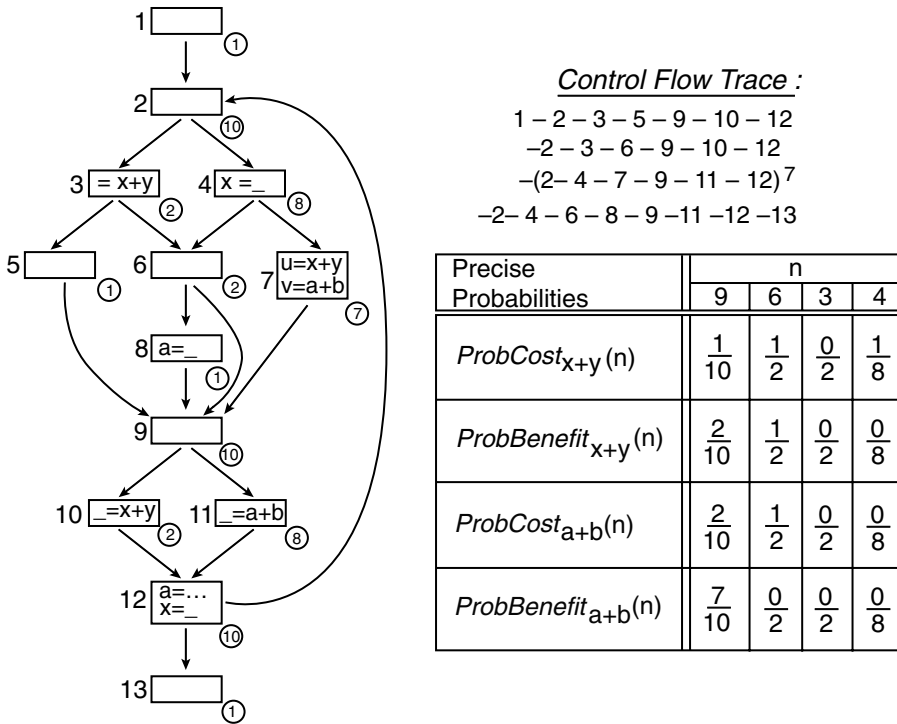 1
1
2
10
3 = x+y
2
4 x =_
8
5
1
6
2
7 u=x+y
v=a+b
7
8 a=_
1
9
10
10 _=x+y
2
11 _=a+b
8
12 a=...
x=_
10
13
1
Control Flow Trace :
1 – 2 – 3 – 5 – 9 – 10 – 12
–2 – 3 – 6 – 9 – 10 – 12
-(2– 4 – 7 – 9 – 11 – 12)7
–2– 4 – 6 – 8 – 9 –11 –12 –13
Precise Probabilities n
9 6 3 4
ProbCostx+y(n) 1/10 1/2 0/2 1/8
ProbBenefitx+y(n) 2/10 1/2 0/2 0/8
ProbCosta+b(n) 2/10 1/2 0/2 0/8
ProbBenefita+b(n) 7/10 0/2 0/2 0/8